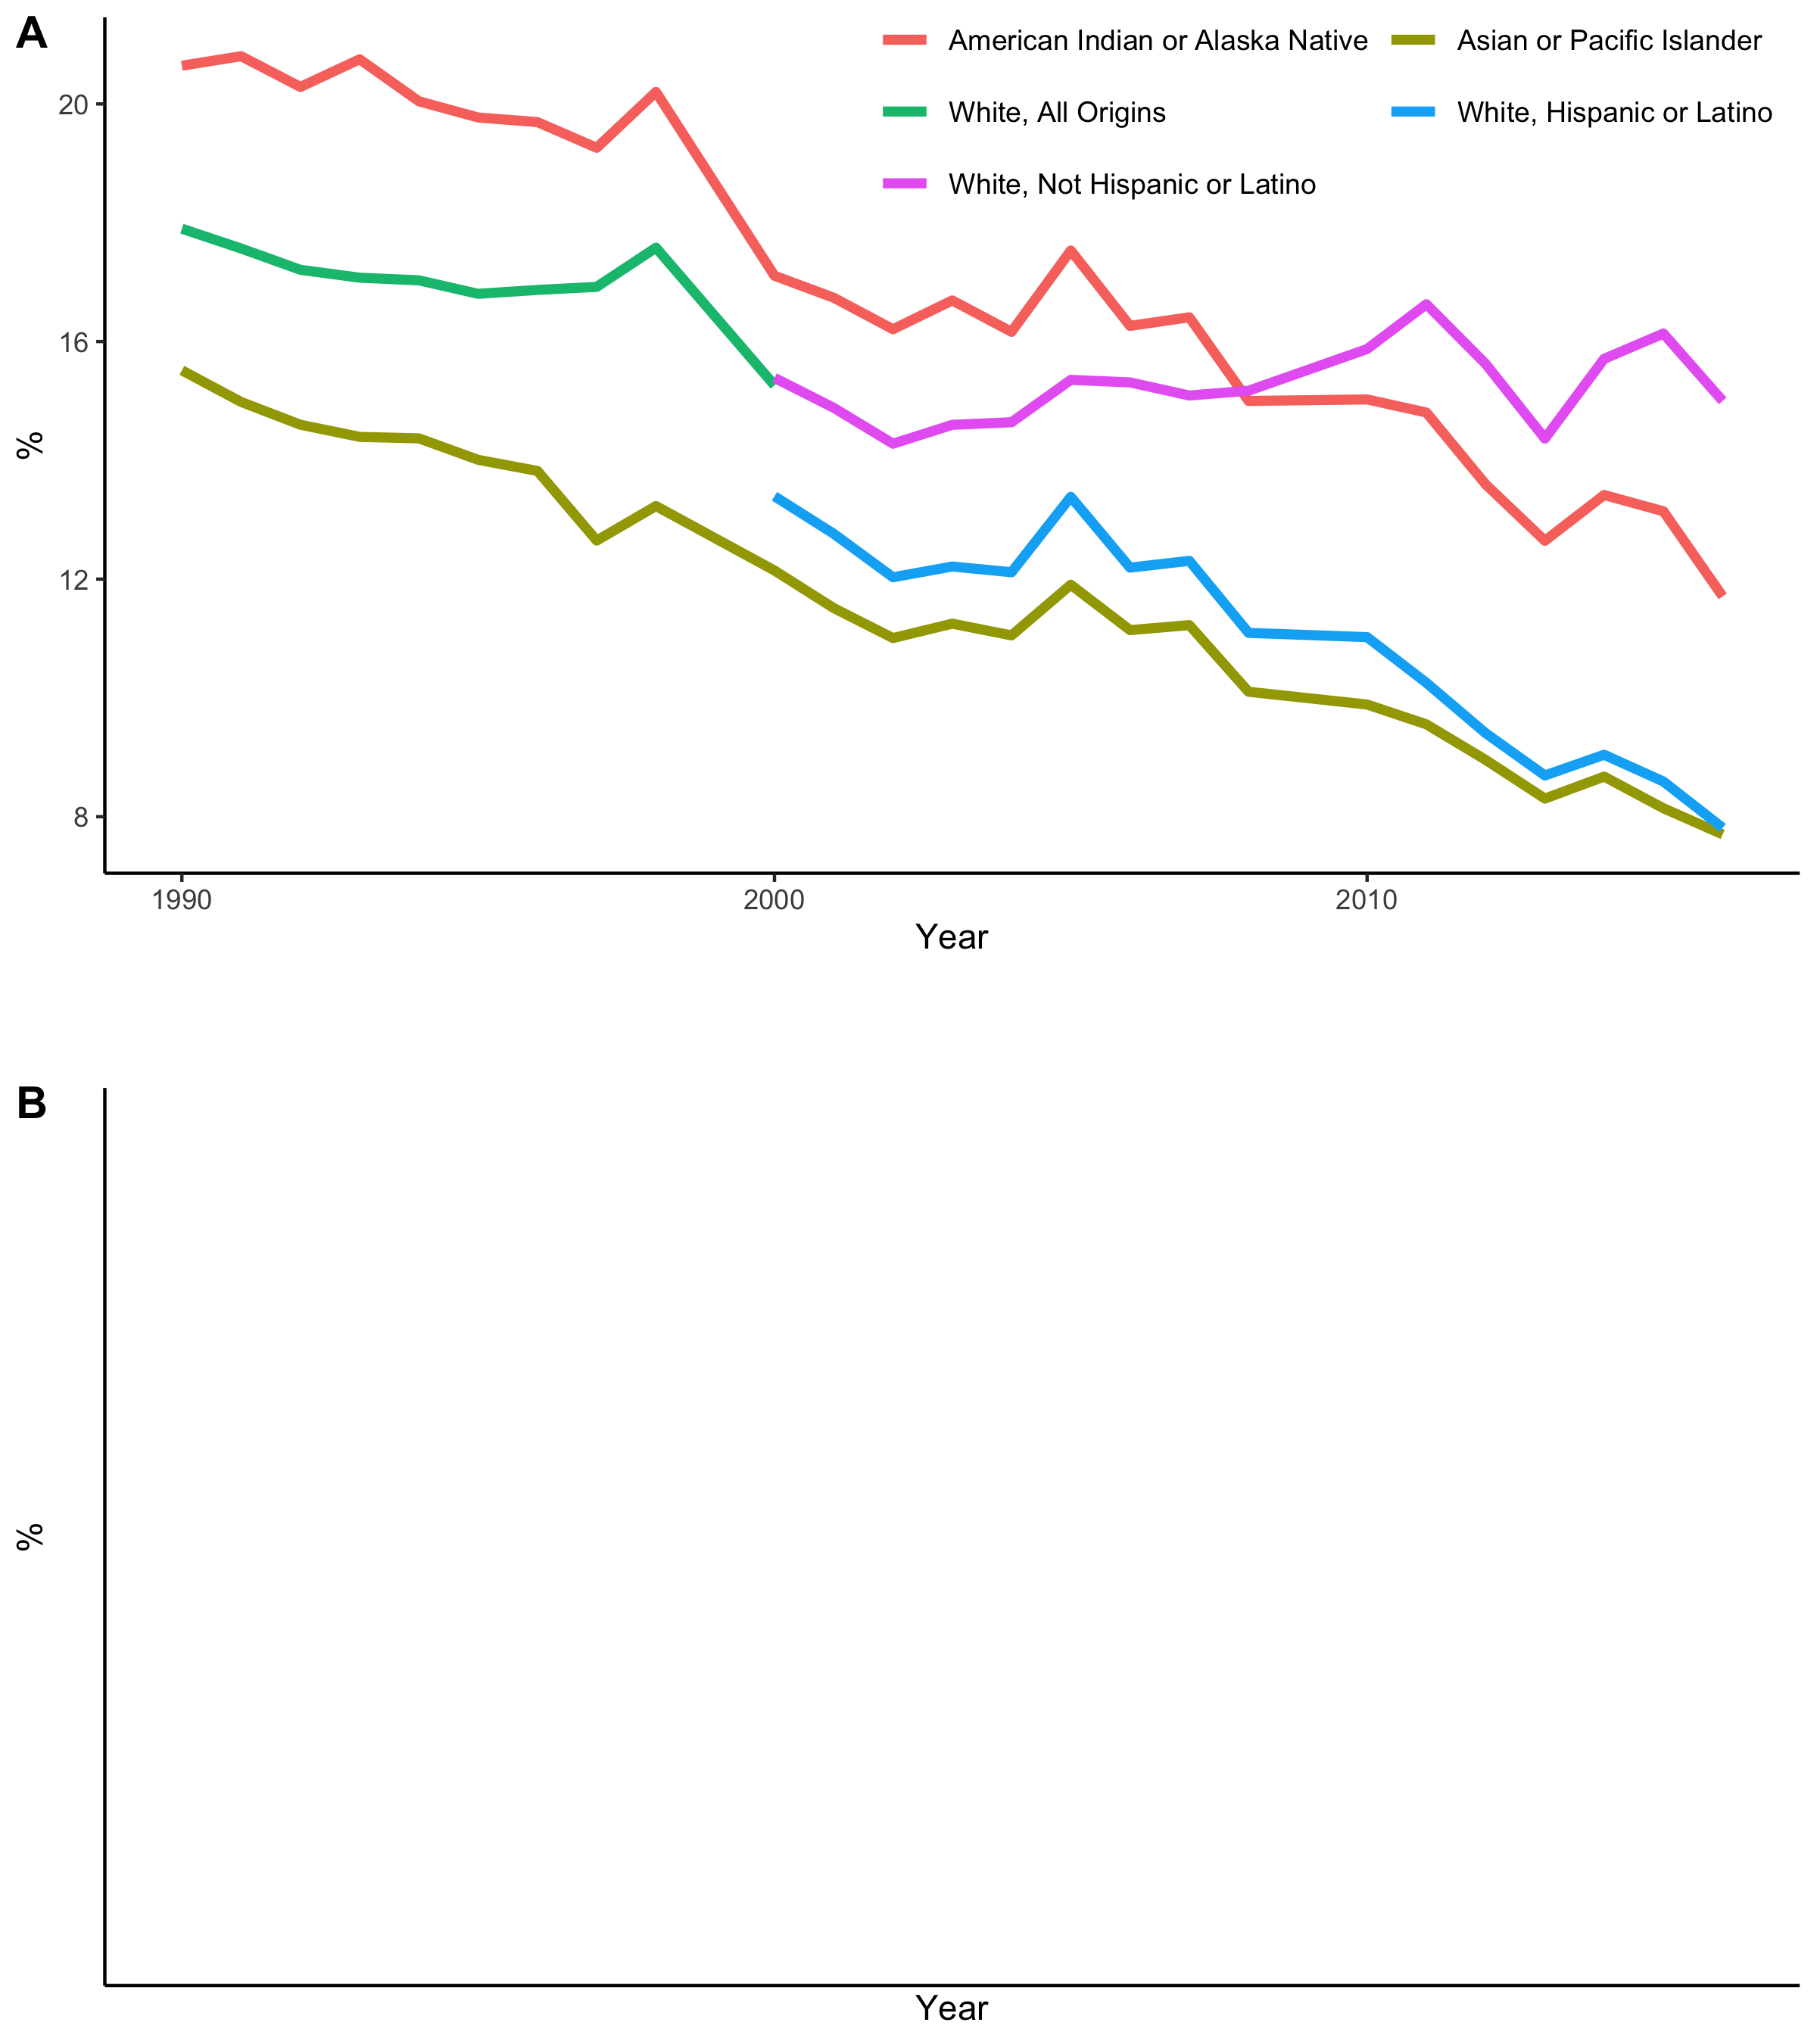 A
American Indian or Alaska Native
Asian or Pacific Islander
White, All Origins
White, Hispanic or Latino
White, Not Hispanic or Latino
20
16
12
8
%
1990
2000
2010
Year
B
%
Year